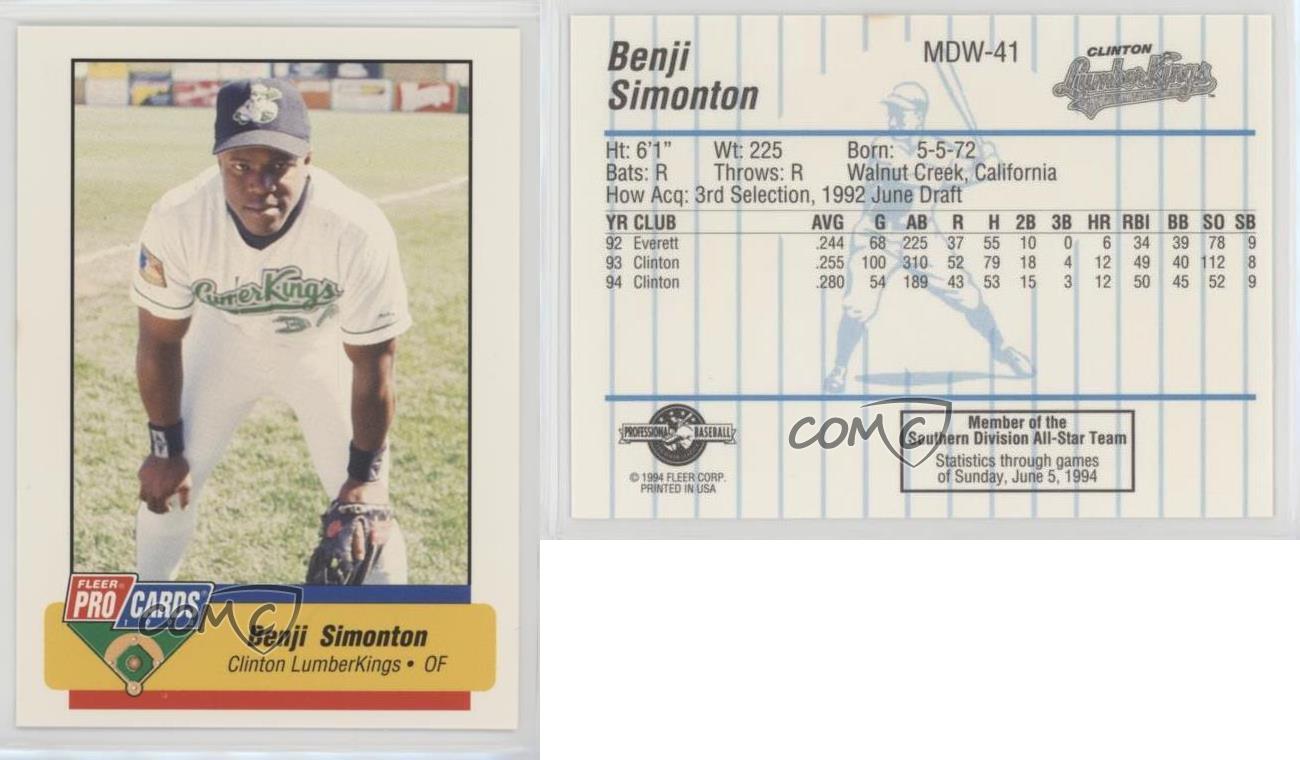 LumberKings
FLEER®
PRO CARDS®
Benji Simonton
Clinton LumberKings • OF
COMC
Benji
Simonton
MDW-41
CLINTON
LumberKings
Ht: 6'1" Wt: 225 Born: 5-5-72
Bats: R Throws: R Walnut Creek, California
How Acq: 3rd Selection, 1992 June Draft
YR CLUB AVG G AB R H 2B 3B HR RBI BB SO SB
92 Everett .244 68 225 37 55 10 0 6 34 39 78 9
93 Clinton .255 100 310 52 79 18 4 12 49 40 112 8
94 Clinton .280 54 189 43 53 15 3 12 50 45 52 9
PROFESSIONAL BASEBALL
© 1994 FLEER CORP.
PRINTED IN USA
COMC
Member of the
Southern Division All-Star Team
Statistics through games
of Sunday, June 5, 1994